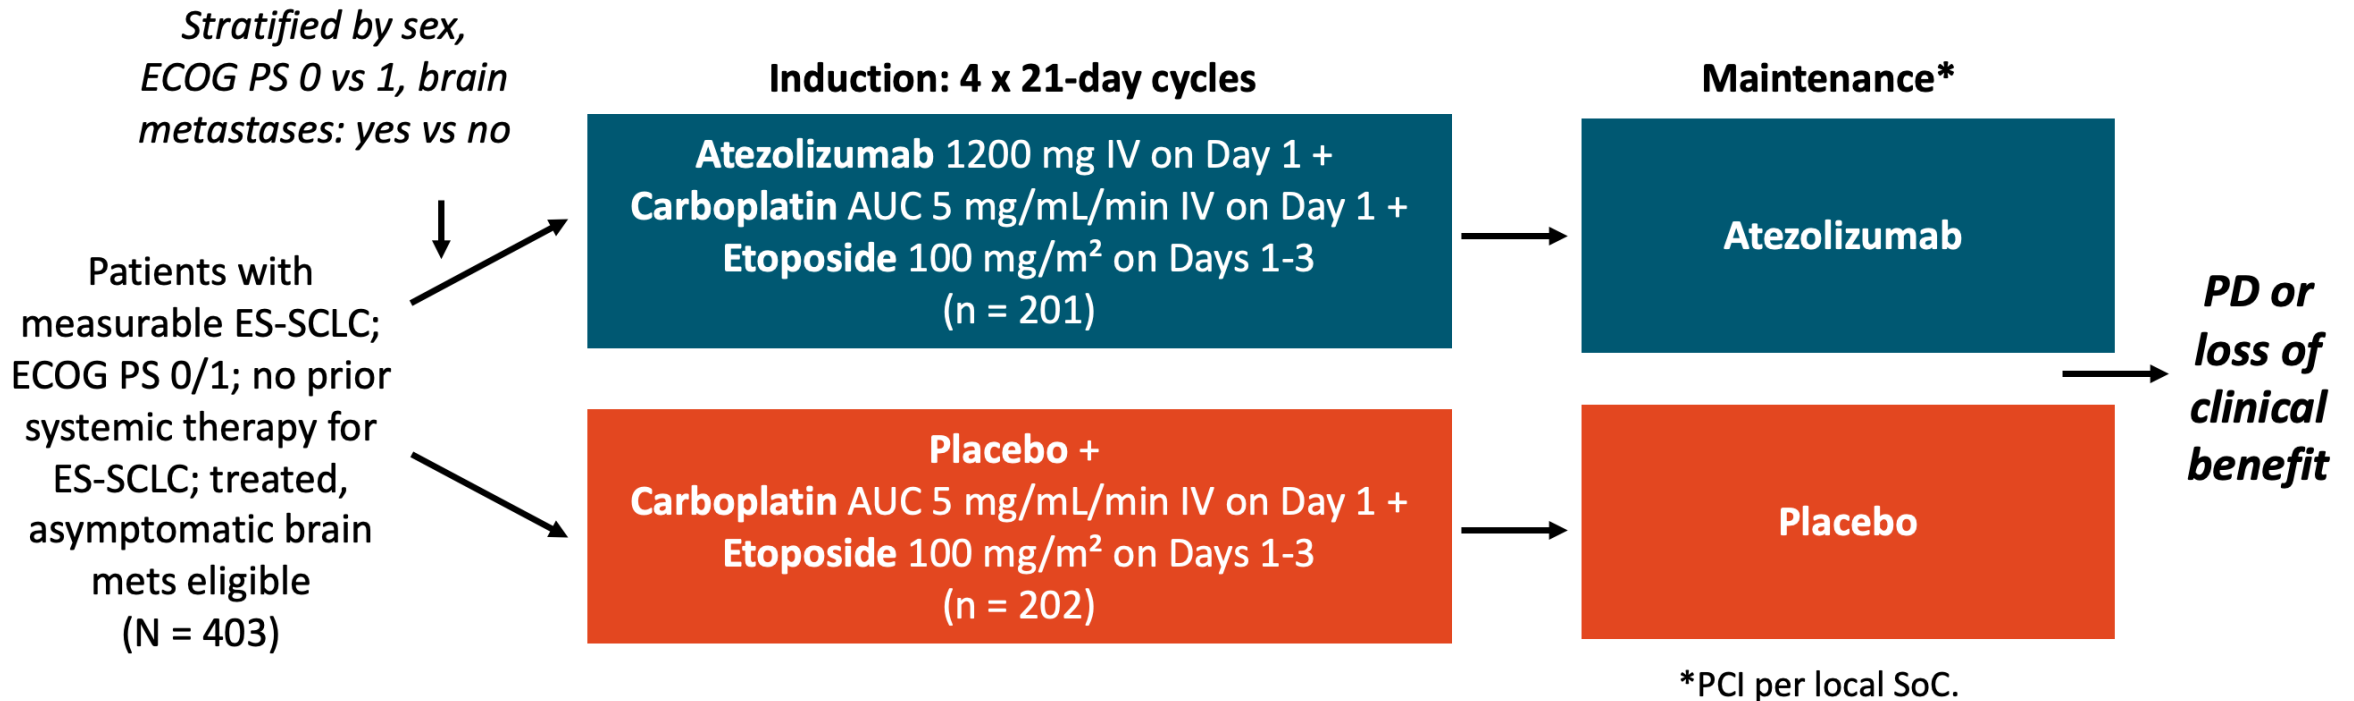 Stratified by sex,
ECOG PS 0 vs 1, brain
metastases: yes vs no
Patients with
measurable ES-SCLC;
ECOG PS 0/1; no prior
systemic therapy for
ES-SCLC; treated,
asymptomatic brain
mets eligible
(N = 403)
Induction: 4 x 21-day cycles
Atezolizumab 1200 mg IV on Day 1 +
Carboplatin AUC 5 mg/mL/min IV on Day 1 +
Etoposide 100 mg/m² on Days 1-3
(n = 201)
Placebo +
Carboplatin AUC 5 mg/mL/min IV on Day 1 +
Etoposide 100 mg/m² on Days 1-3
(n = 202)
Maintenance*
Atezolizumab
Placebo
*PCI per local SoC.
PD or
loss of
clinical
benefit